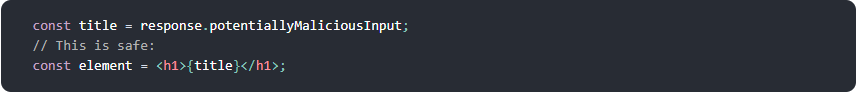 const title = response.potentiallyMaliciousInput;
// This is safe:
const element = <h1>{title}</h1>;